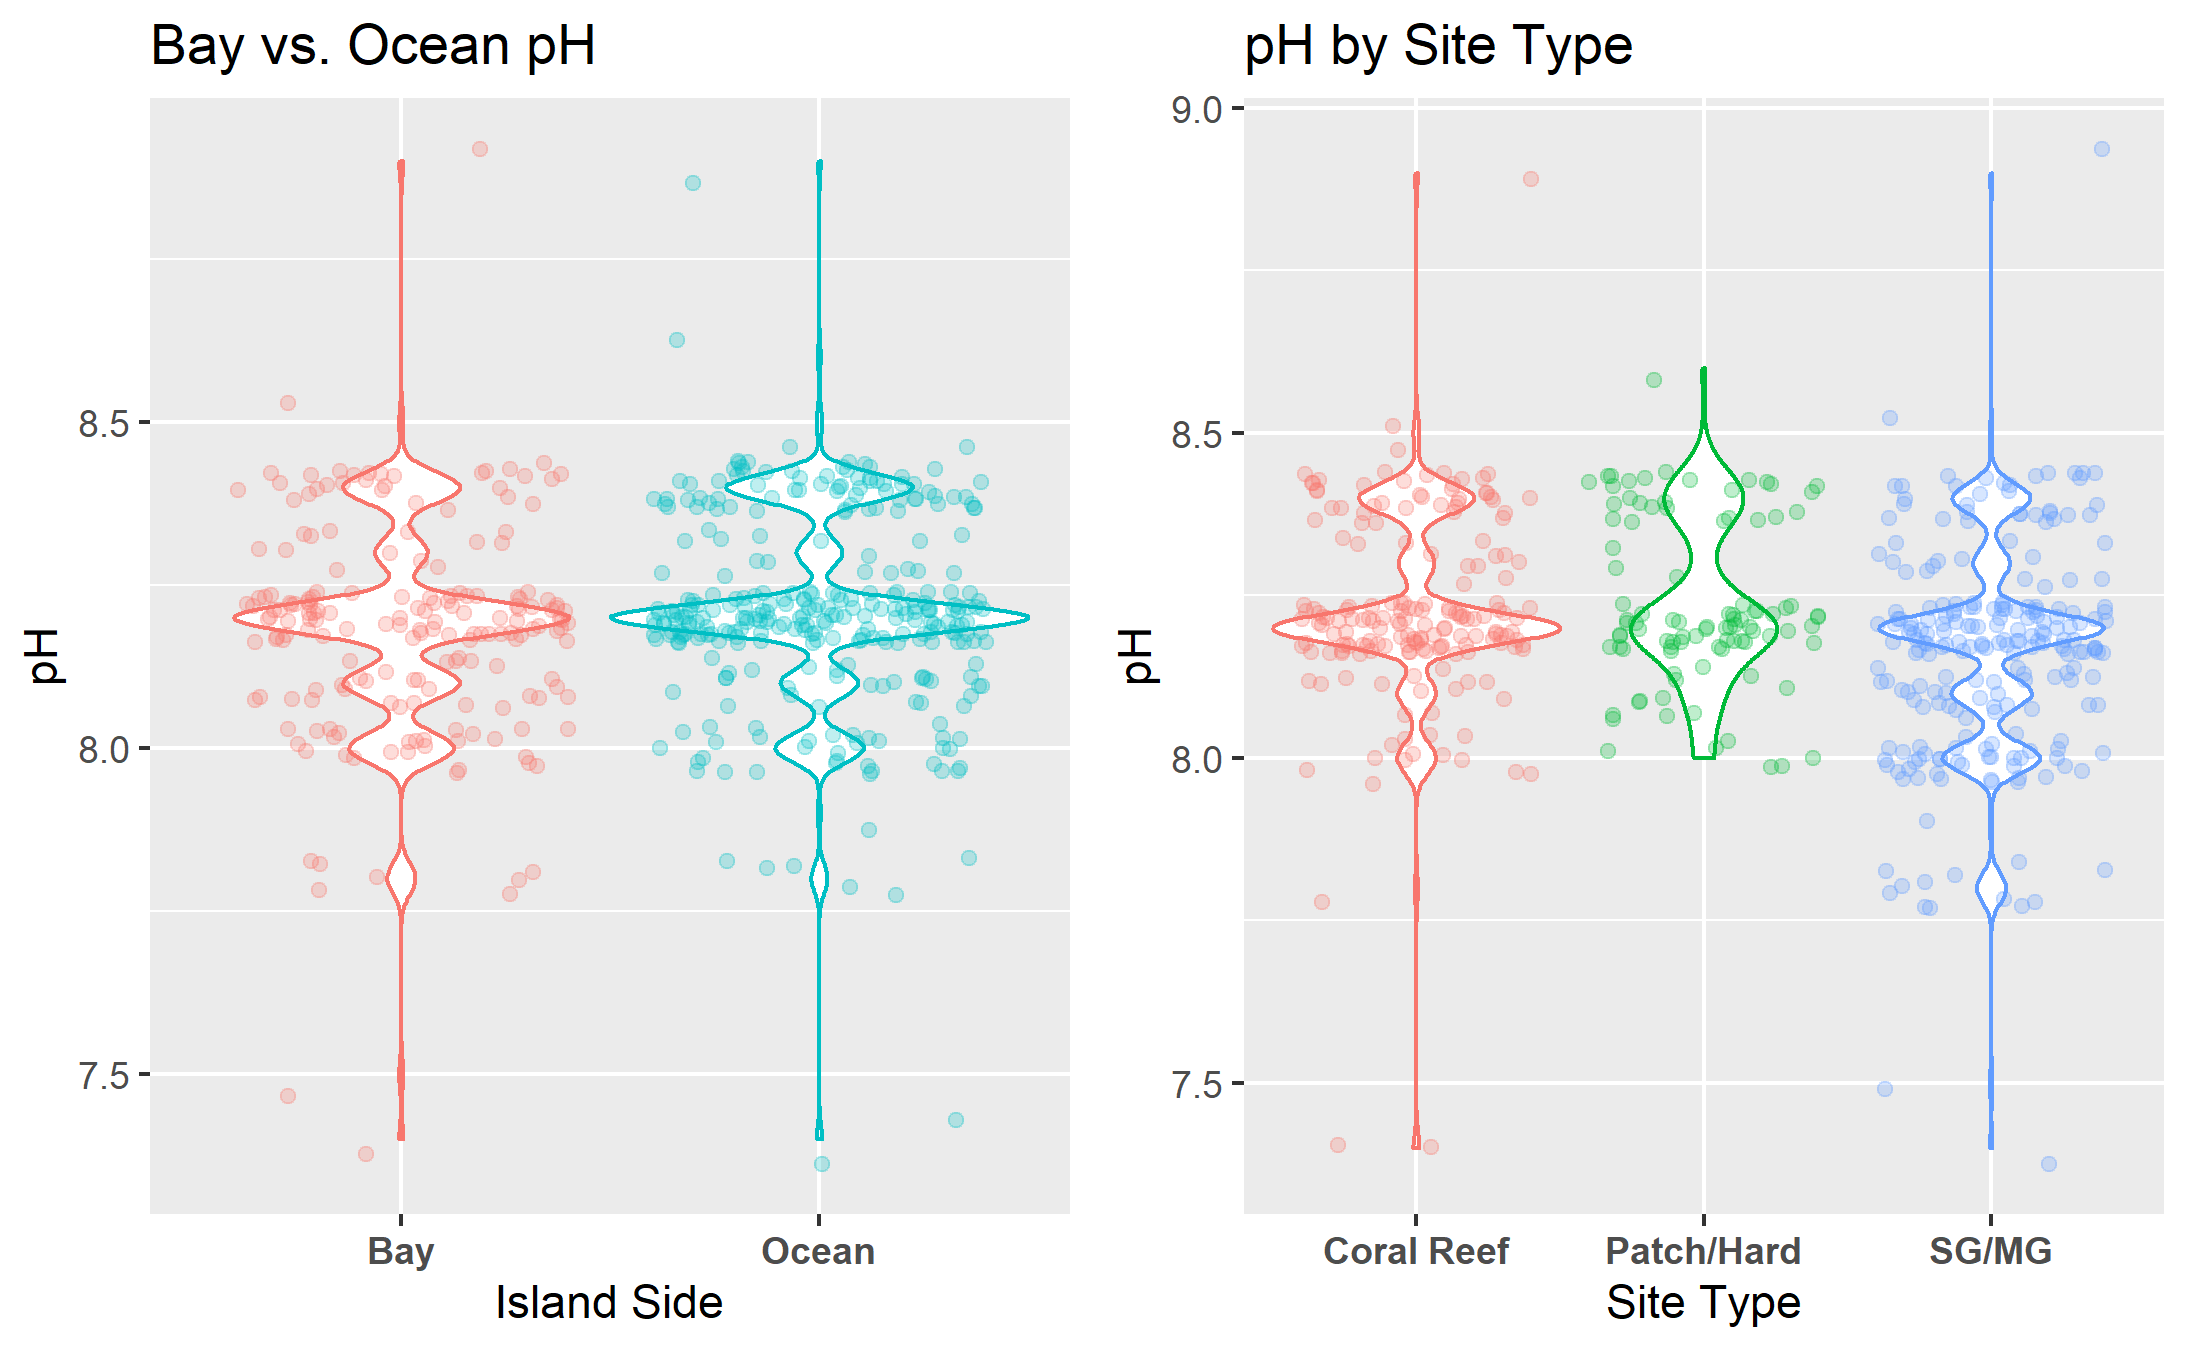 Bay vs. Ocean pH
pH
8.5
8.0
7.5
Bay
Ocean
Island Side
pH by Site Type
pH
9.0
8.5
8.0
7.5
Coral Reef
Patch/Hard
SG/MG
Site Type